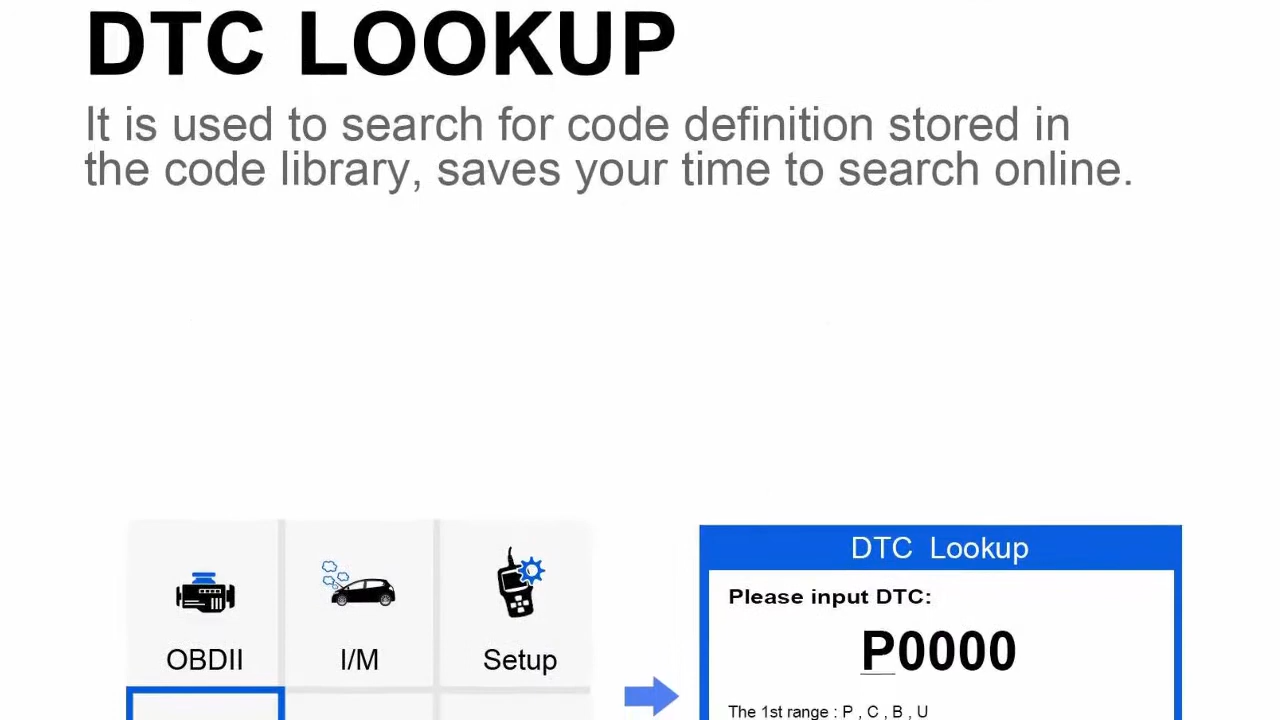 DTC LOOKUP
It is used to search for code definition stored in
the code library, saves your time to search online.
OBDII
I/M
Setup
DTC Lookup
Please input DTC:
P0000
The 1st range : P , C , B , U